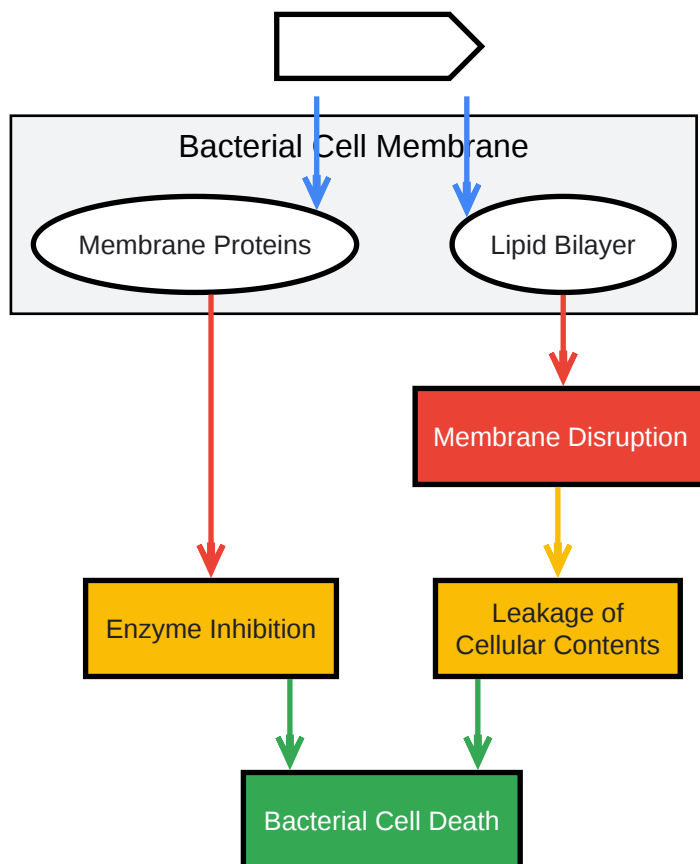 Bacterial Cell Membrane
Membrane Proteins
Lipid Bilayer
Membrane Disruption
Enzyme Inhibition
Leakage of
Cellular Contents
Bacterial Cell Death